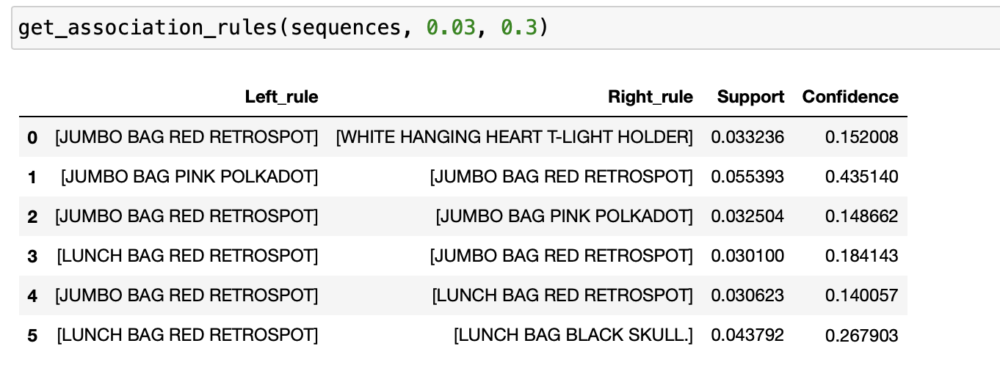 get_association_rules(sequences, 0.03, 0.3)
Left_rule Right_rule Support Confidence
0 [JUMBO BAG RED RETROSPOT] [WHITE HANGING HEART T-LIGHT HOLDER] 0.033236 0.152008
1 [JUMBO BAG PINK POLKADOT] [JUMBO BAG RED RETROSPOT] 0.055393 0.435140
2 [JUMBO BAG RED RETROSPOT] [JUMBO BAG PINK POLKADOT] 0.032504 0.148662
3 [LUNCH BAG RED RETROSPOT] [JUMBO BAG RED RETROSPOT] 0.030100 0.184143
4 [JUMBO BAG RED RETROSPOT] [LUNCH BAG RED RETROSPOT] 0.030623 0.140057
5 [LUNCH BAG RED RETROSPOT] [LUNCH BAG BLACK SKULL.] 0.043792 0.267903